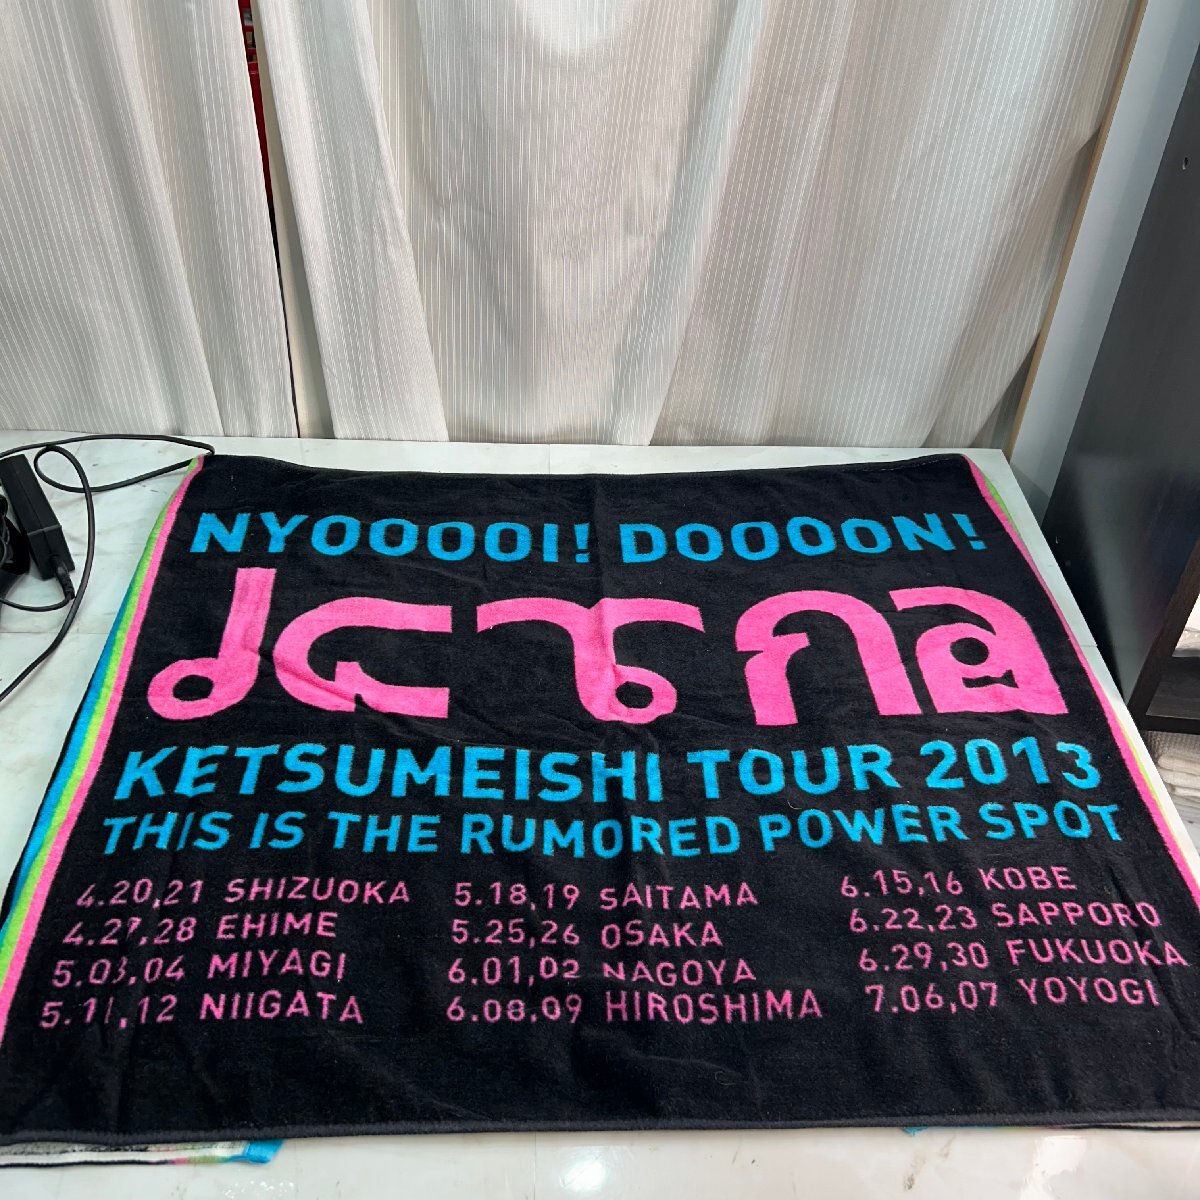 NYOOOOOI! DOOOOON!
KETSUMEISHI TOUR 2013
THIS IS THE RUMORED POWER SPOT
4.20,21 SHIZUOKA
4.27,28 EHIME
5.03,04 MIYAGI
5.11,12 NIIGATA
5.18,19 SAITAMA
5.25,26 OSAKA
6.01,02 NAGOYA
6.08,09 HIROSHIMA
6.15,16 KOBE
6.22,23 SAPPORO
6.29,30 FUKUOKA
7.06,07 YOYOGI